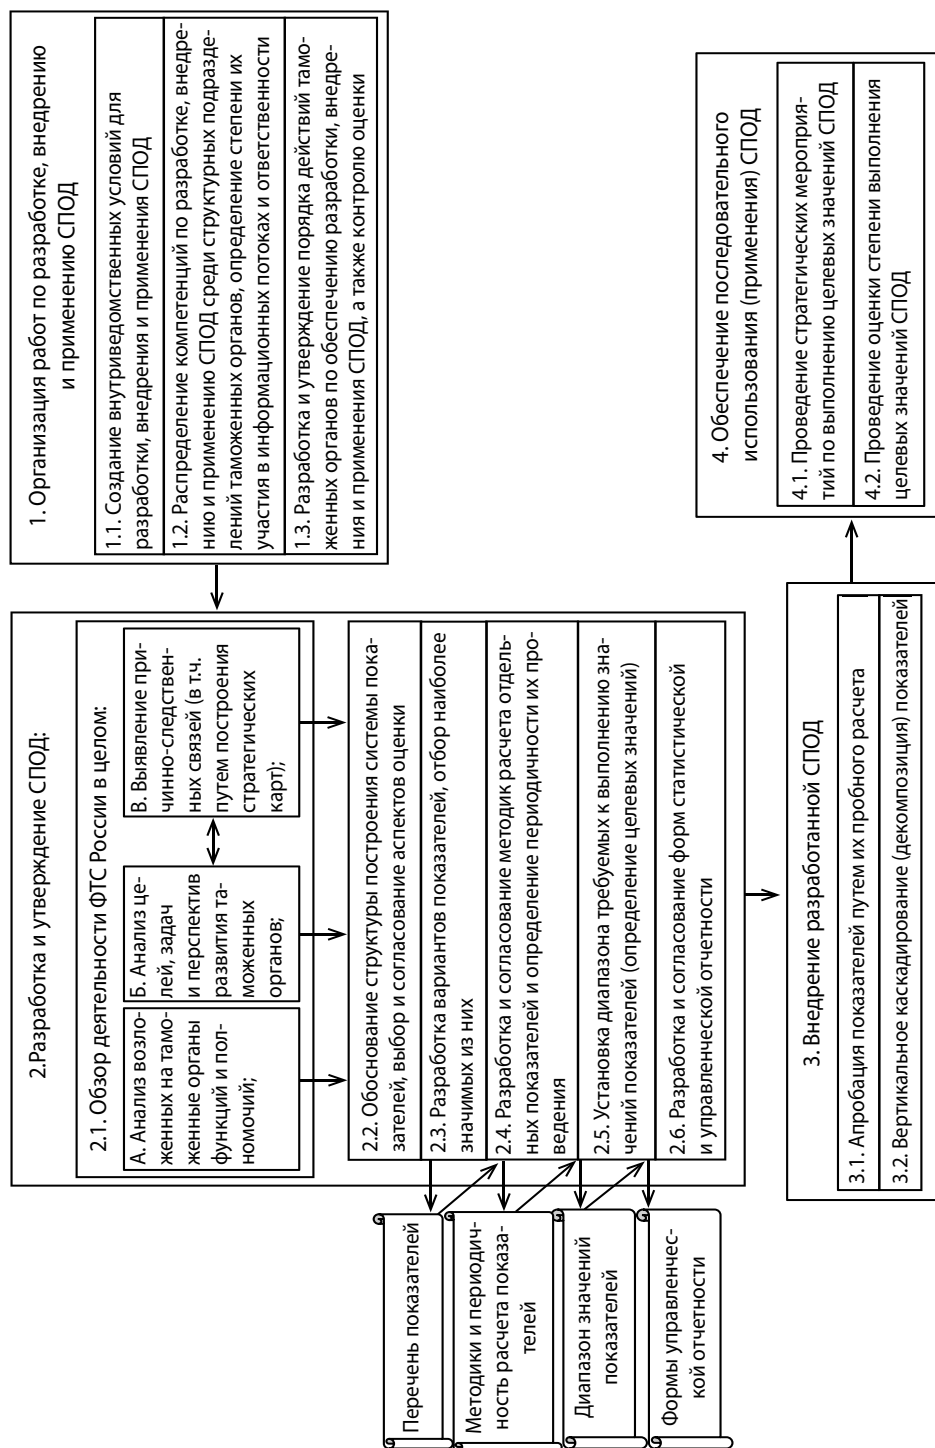 1. Организация работ по разработке, внедрению
и применению СПОД
1.1. Создание внутриведомственных условий для
разработки, внедрения и применения СПОД
1.2. Распределение компетенций по разработке, внедре-
нию и применению СПОД среди структурных подразде-
лений таможенных органов, определение степени их
участия в информационных потоках и ответственности
1.3. Разработка и утверждение порядка действий тамо-
женных органов по обеспечению разработки, внедре-
ния и применения СПОД, а также контролю оценки
2.Разработка и утверждение СПОД:
2.1. Обзор деятельности ФТС России в целом:
А. Анализ возло-
женных на тамо-
женные органы
функций и пол-
номочий;
Б. Анализ це-
лей, задач
и перспектив
развития та-
моженных
органов;
В. Выявление при-
чинно-следствен-
ных связей (в т.ч.
путем построения
стратегических
карт);
2.2. Обоснование структуры построения системы пока-
зателей, выбор и согласование аспектов оценки
2.3. Разработка вариантов показателей, отбор наиболее
значимых из них
2.4. Разработка и согласование методик расчета отдель-
ных показателей и определение периодичности их про-
ведения
2.5. Установка диапазона требуемых к выполнению зна-
чений показателей (определение целевых значений)
2.6. Разработка и согласование форм статистической
и управленческой отчетности
Перечень показателей
Методики и периодич-
ность расчета показа-
телей
Диапазон значений
показателей
Формы управленчес-
кой отчетности
3. Внедрение разработанной СПОД
3.1. Апробация показателей путем их пробного расчета
3.2. Вертикальное каскадирование (декомпозиция) показателей
4. Обеспечение последовательного
использования (применения) СПОД
4.1. Проведение стратегических мероприя-
тий по выполнению целевых значений СПОД
4.2. Проведение оценки степени выполнения
целевых значений СПОД